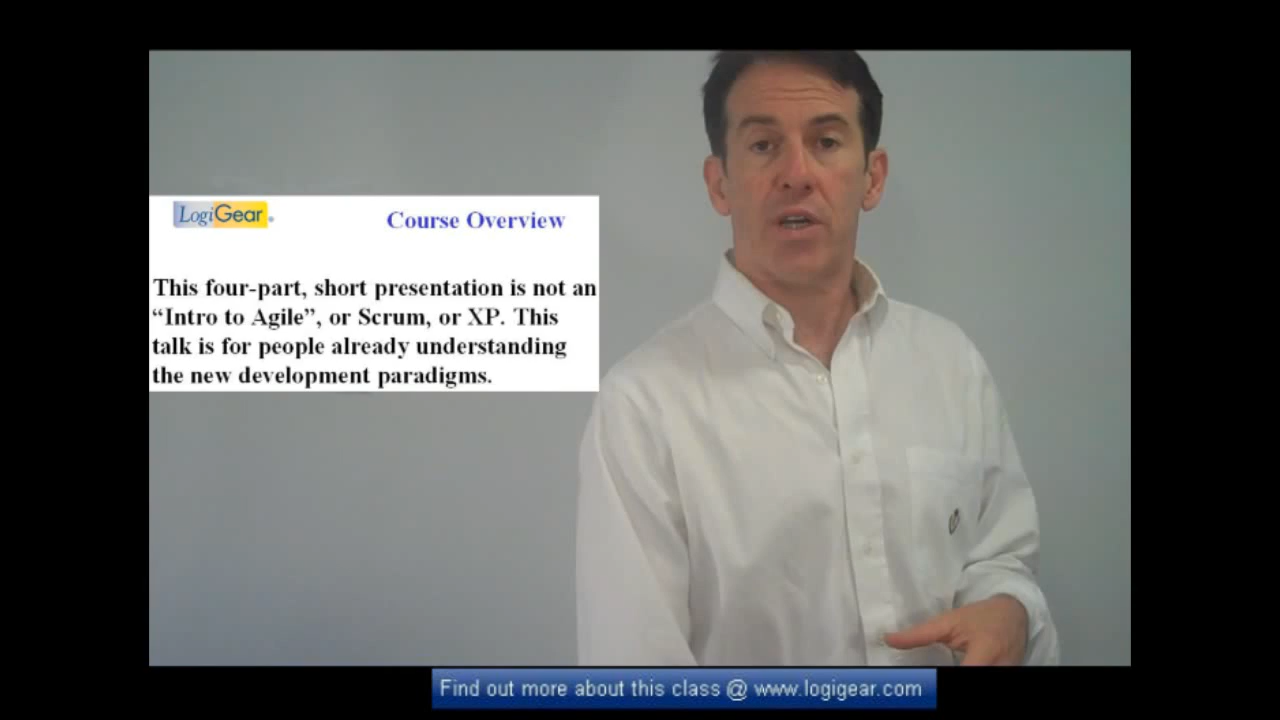 LogiGear®
Course Overview
This four-part, short presentation is not an
“Intro to Agile”, or Scrum, or XP. This
talk is for people already understanding
the new development paradigms.
Find out more about this class @ www.logigear.com